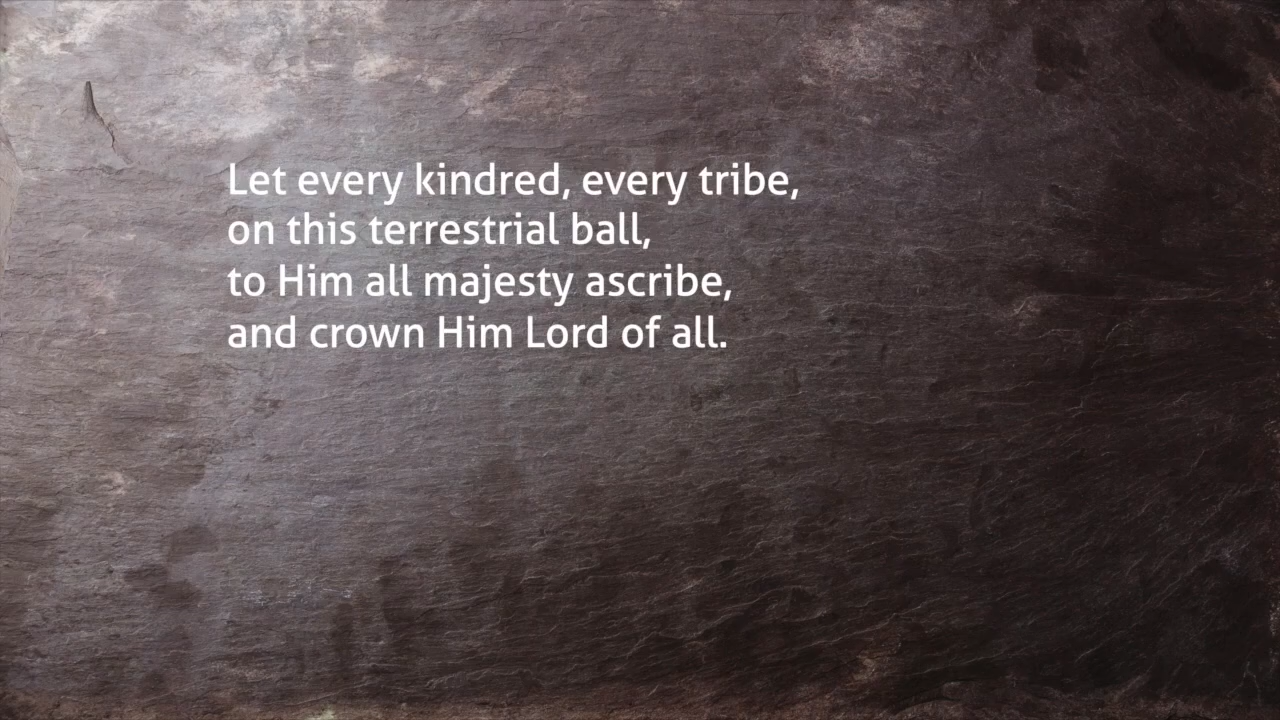 Let every kindred, every tribe,
on this terrestrial ball,
to Him all majesty ascribe,
and crown Him Lord of all.